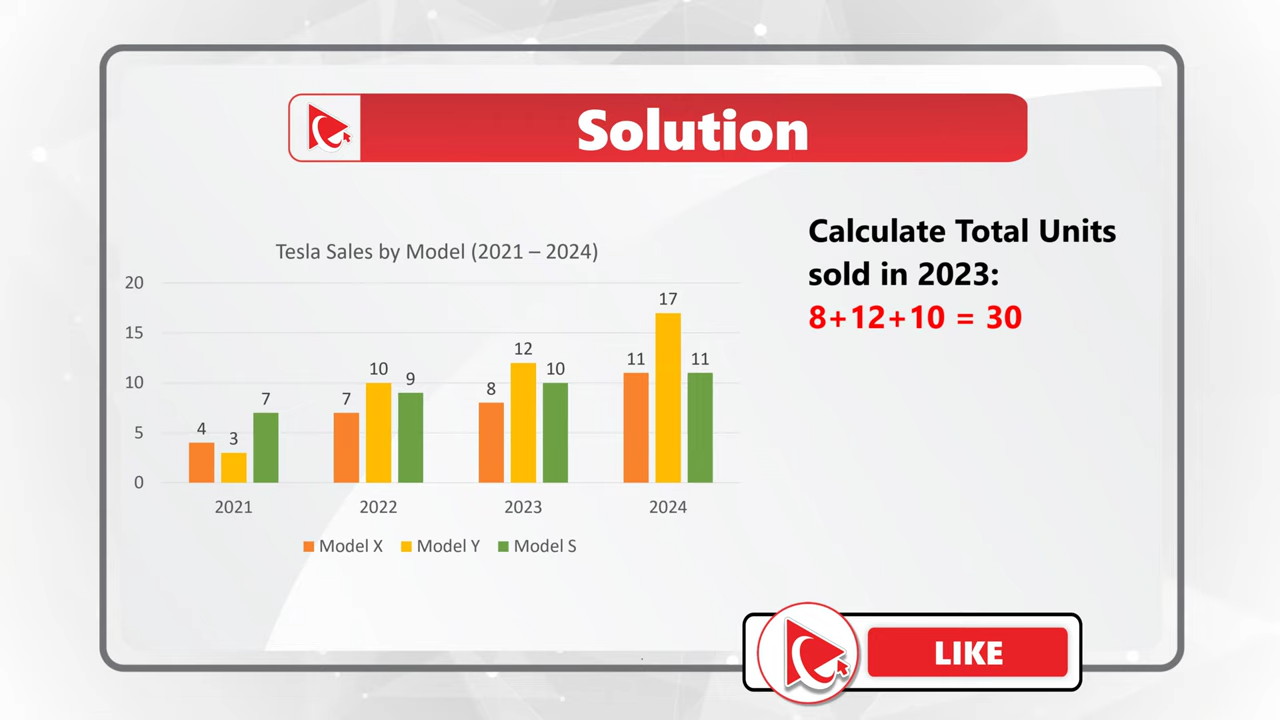 Solution
Calculate Total Units
sold in 2023:
8+12+10 = 30
Tesla Sales by Model (2021 – 2024)
20
15
10
5
0
4
3
7
7
10
9
8
12
10
11
17
11
2021 2022 2023 2024
Model X Model Y Model S
LIKE